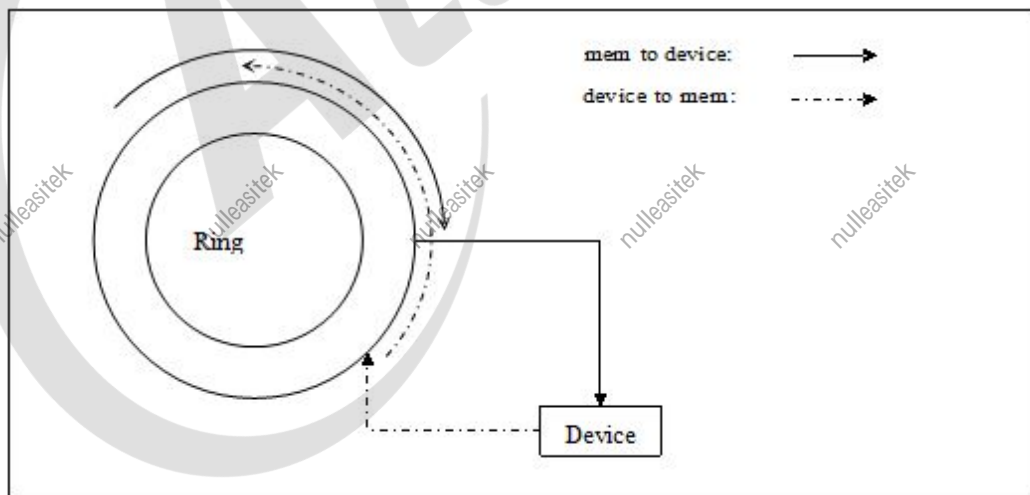 mem to device:
device to mem:
nulleasitek
nulleasitek
nulleasitek
nulleasitek
nulleasitek
Ring
Device